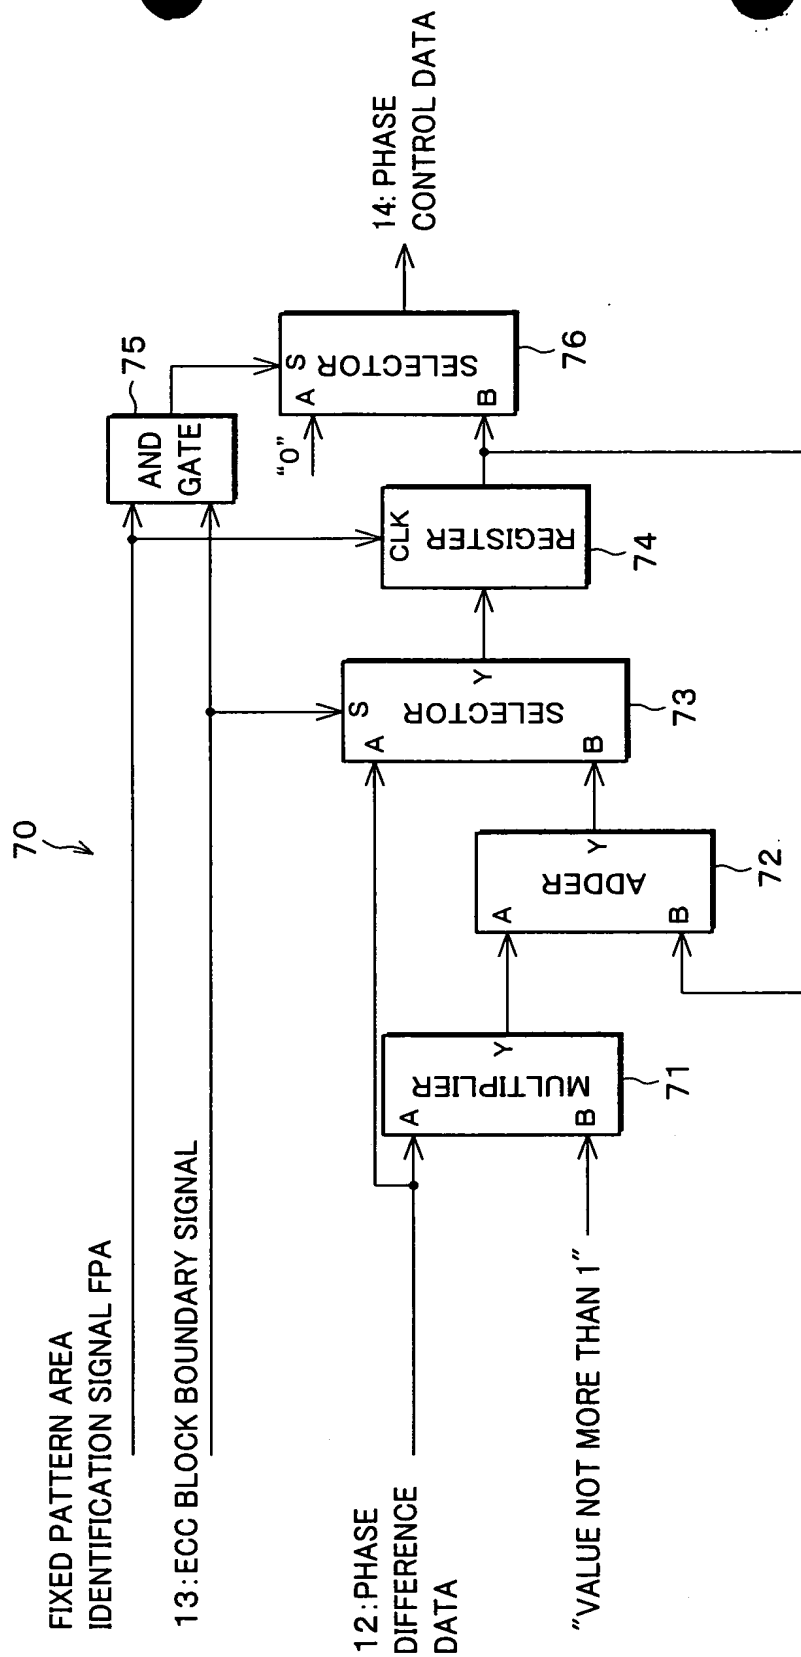 70
FIXED PATTERN AREA
IDENTIFICATION SIGNAL FPA
13:ECC BLOCK BOUNDARY SIGNAL
12:PHASE
DIFFERENCE
DATA
"VALUE NOT MORE THAN 1"
A
B
Y
MULTIPLIER
71
A
B
Y
ADDER
72
S
A
B
Y
SELECTOR
73
CLK
REGISTER
74
AND
GATE
75
"0"
S
A
B
SELECTOR
76
14: PHASE
CONTROL DATA